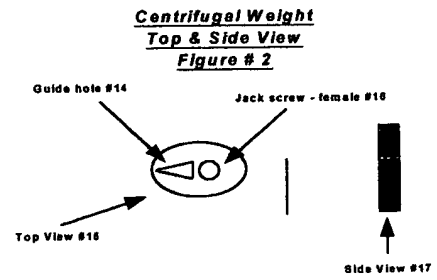 Centrifugal Weight
Top & Side View
Figure # 2
Guide hole #14
Jack screw - female #16
Top View #15
Side View #17